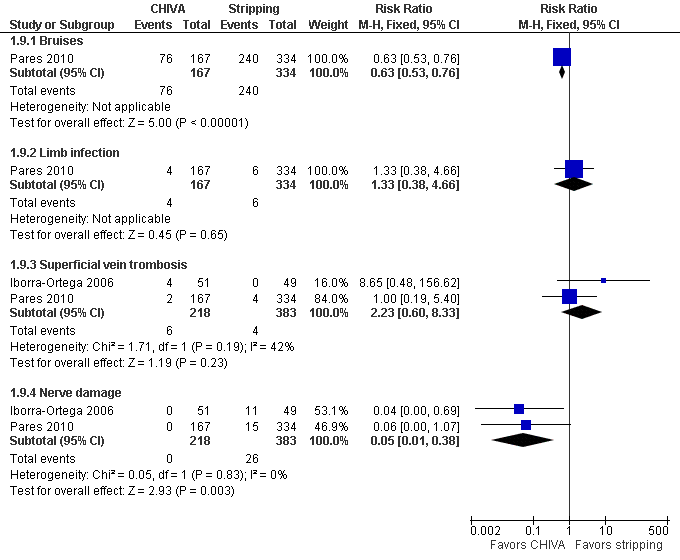 CHIVA Stripping Risk Ratio Risk Ratio
Study or Subgroup Events Total Events Total Weight M-H, Fixed, 95% CI M-H, Fixed, 95% CI
1.9.1 Bruises
Pares 2010 76 167 240 334 100.0% 0.63 [0.53, 0.76]
Subtotal (95% CI) 167 334 100.0% 0.63 [0.53, 0.76]
Total events 76 240
Heterogeneity: Not applicable
Test for overall effect: Z = 5.00 (P < 0.00001)
1.9.2 Limb infection
Pares 2010 4 167 6 334 100.0% 1.33 [0.38, 4.66]
Subtotal (95% CI) 167 334 100.0% 1.33 [0.38, 4.66]
Total events 4 6
Heterogeneity: Not applicable
Test for overall effect: Z = 0.45 (P = 0.65)
1.9.3 Superficial vein trombosis
Iborra-Ortega 2006 4 51 0 49 16.0% 8.65 [0.48, 156.62]
Pares 2010 2 167 4 334 84.0% 1.00 [0.19, 5.40]
Subtotal (95% CI) 218 383 100.0% 2.23 [0.60, 8.33]
Total events 6 4
Heterogeneity: Chi² = 1.71, df = 1 (P = 0.19); I² = 42%
Test for overall effect: Z = 1.19 (P = 0.23)
1.9.4 Nerve damage
Iborra-Ortega 2006 0 51 11 49 53.1% 0.04 [0.00, 0.69]
Pares 2010 0 167 15 334 46.9% 0.06 [0.00, 1.07]
Subtotal (95% CI) 218 383 100.0% 0.05 [0.01, 0.38]
Total events 0 26
Heterogeneity: Chi² = 0.05, df = 1 (P = 0.83); I² = 0%
Test for overall effect: Z = 2.93 (P = 0.003)
0.002 0.1 1 10 500
Favors CHIVA Favors stripping